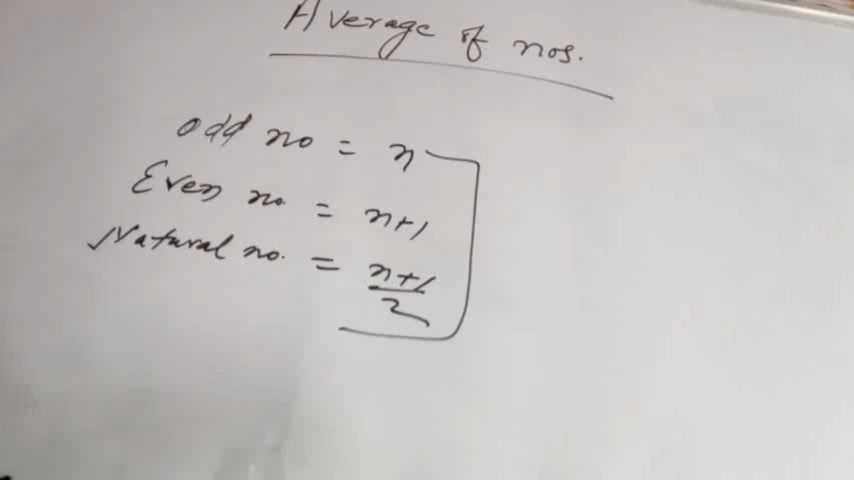 Average of nos.
odd no = n
Even no. = n+1
Natural no. = n+1
2